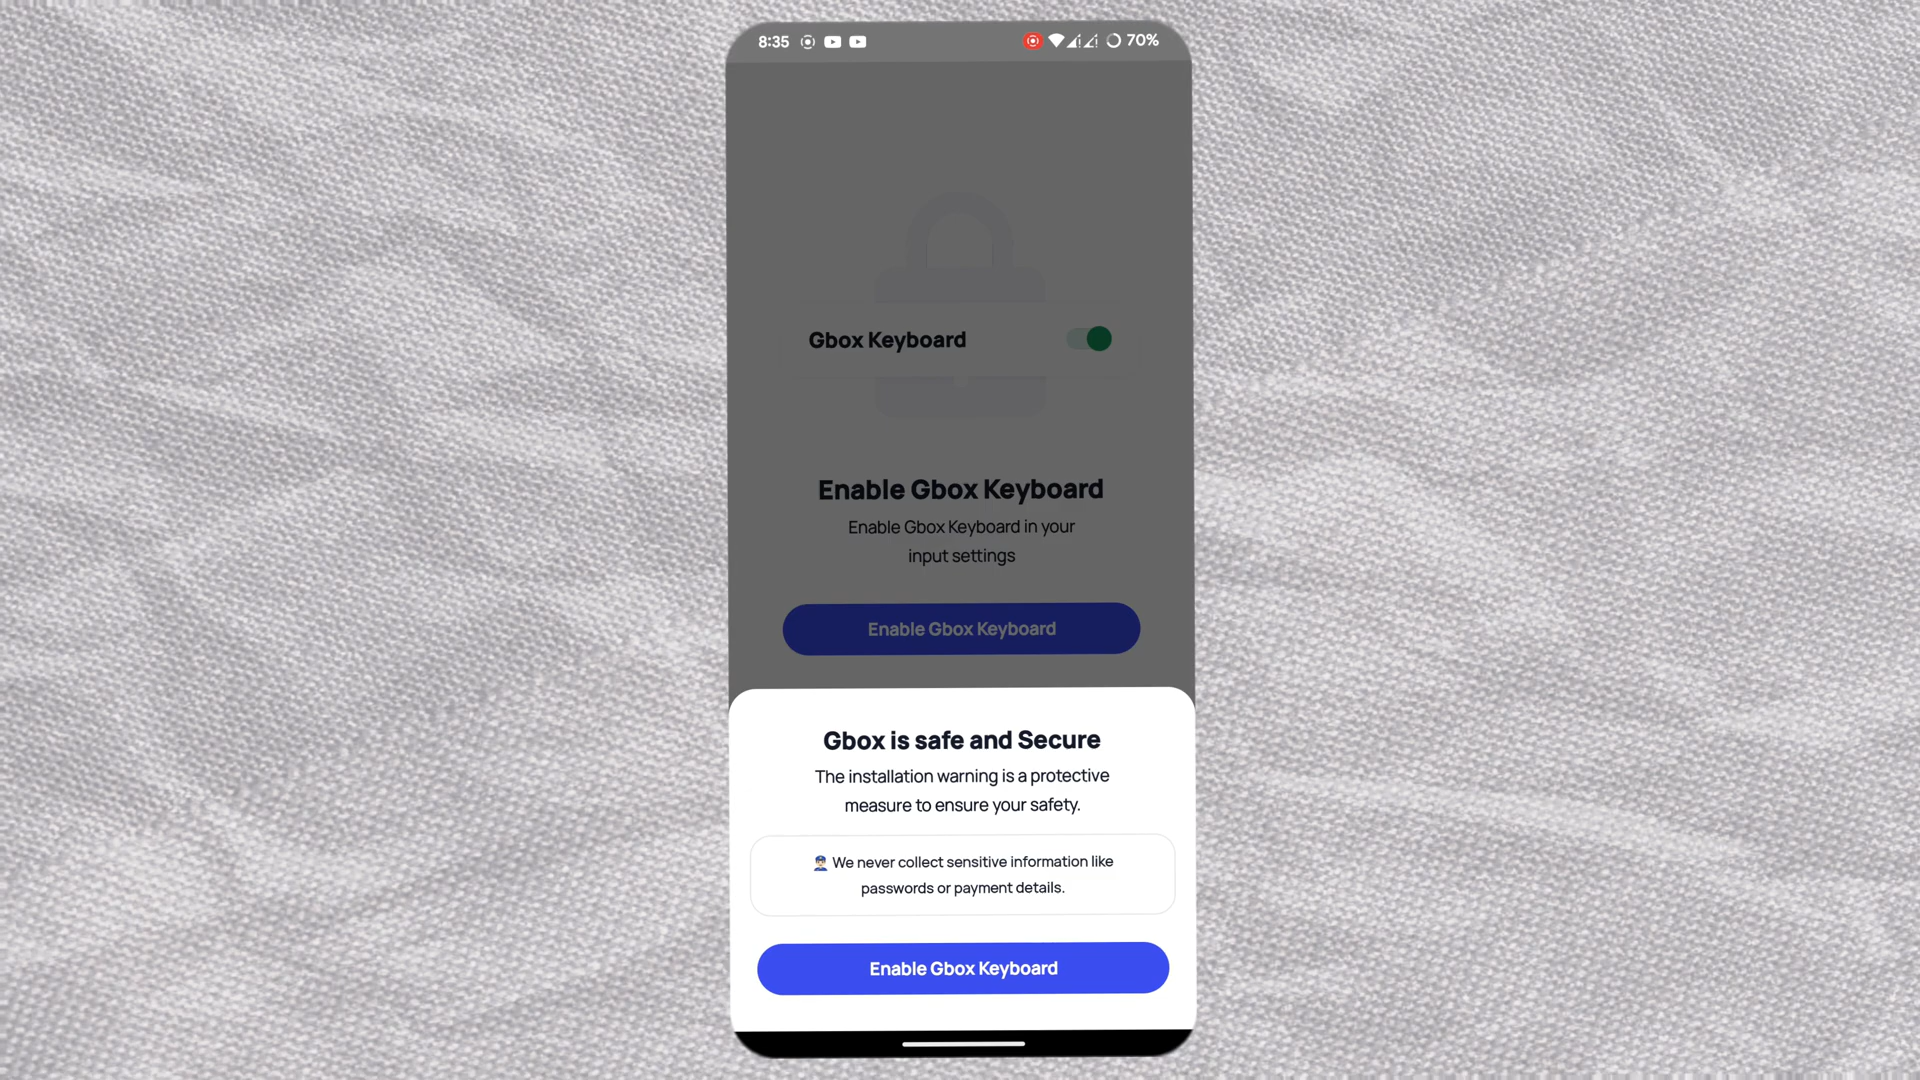 8:35 70%
Gbox Keyboard
Enable Gbox Keyboard
Enable Gbox Keyboard in your
input settings
Enable Gbox Keyboard
Gbox is safe and Secure
The installation warning is a protective
measure to ensure your safety.
We never collect sensitive information like
passwords or payment details.
Enable Gbox Keyboard